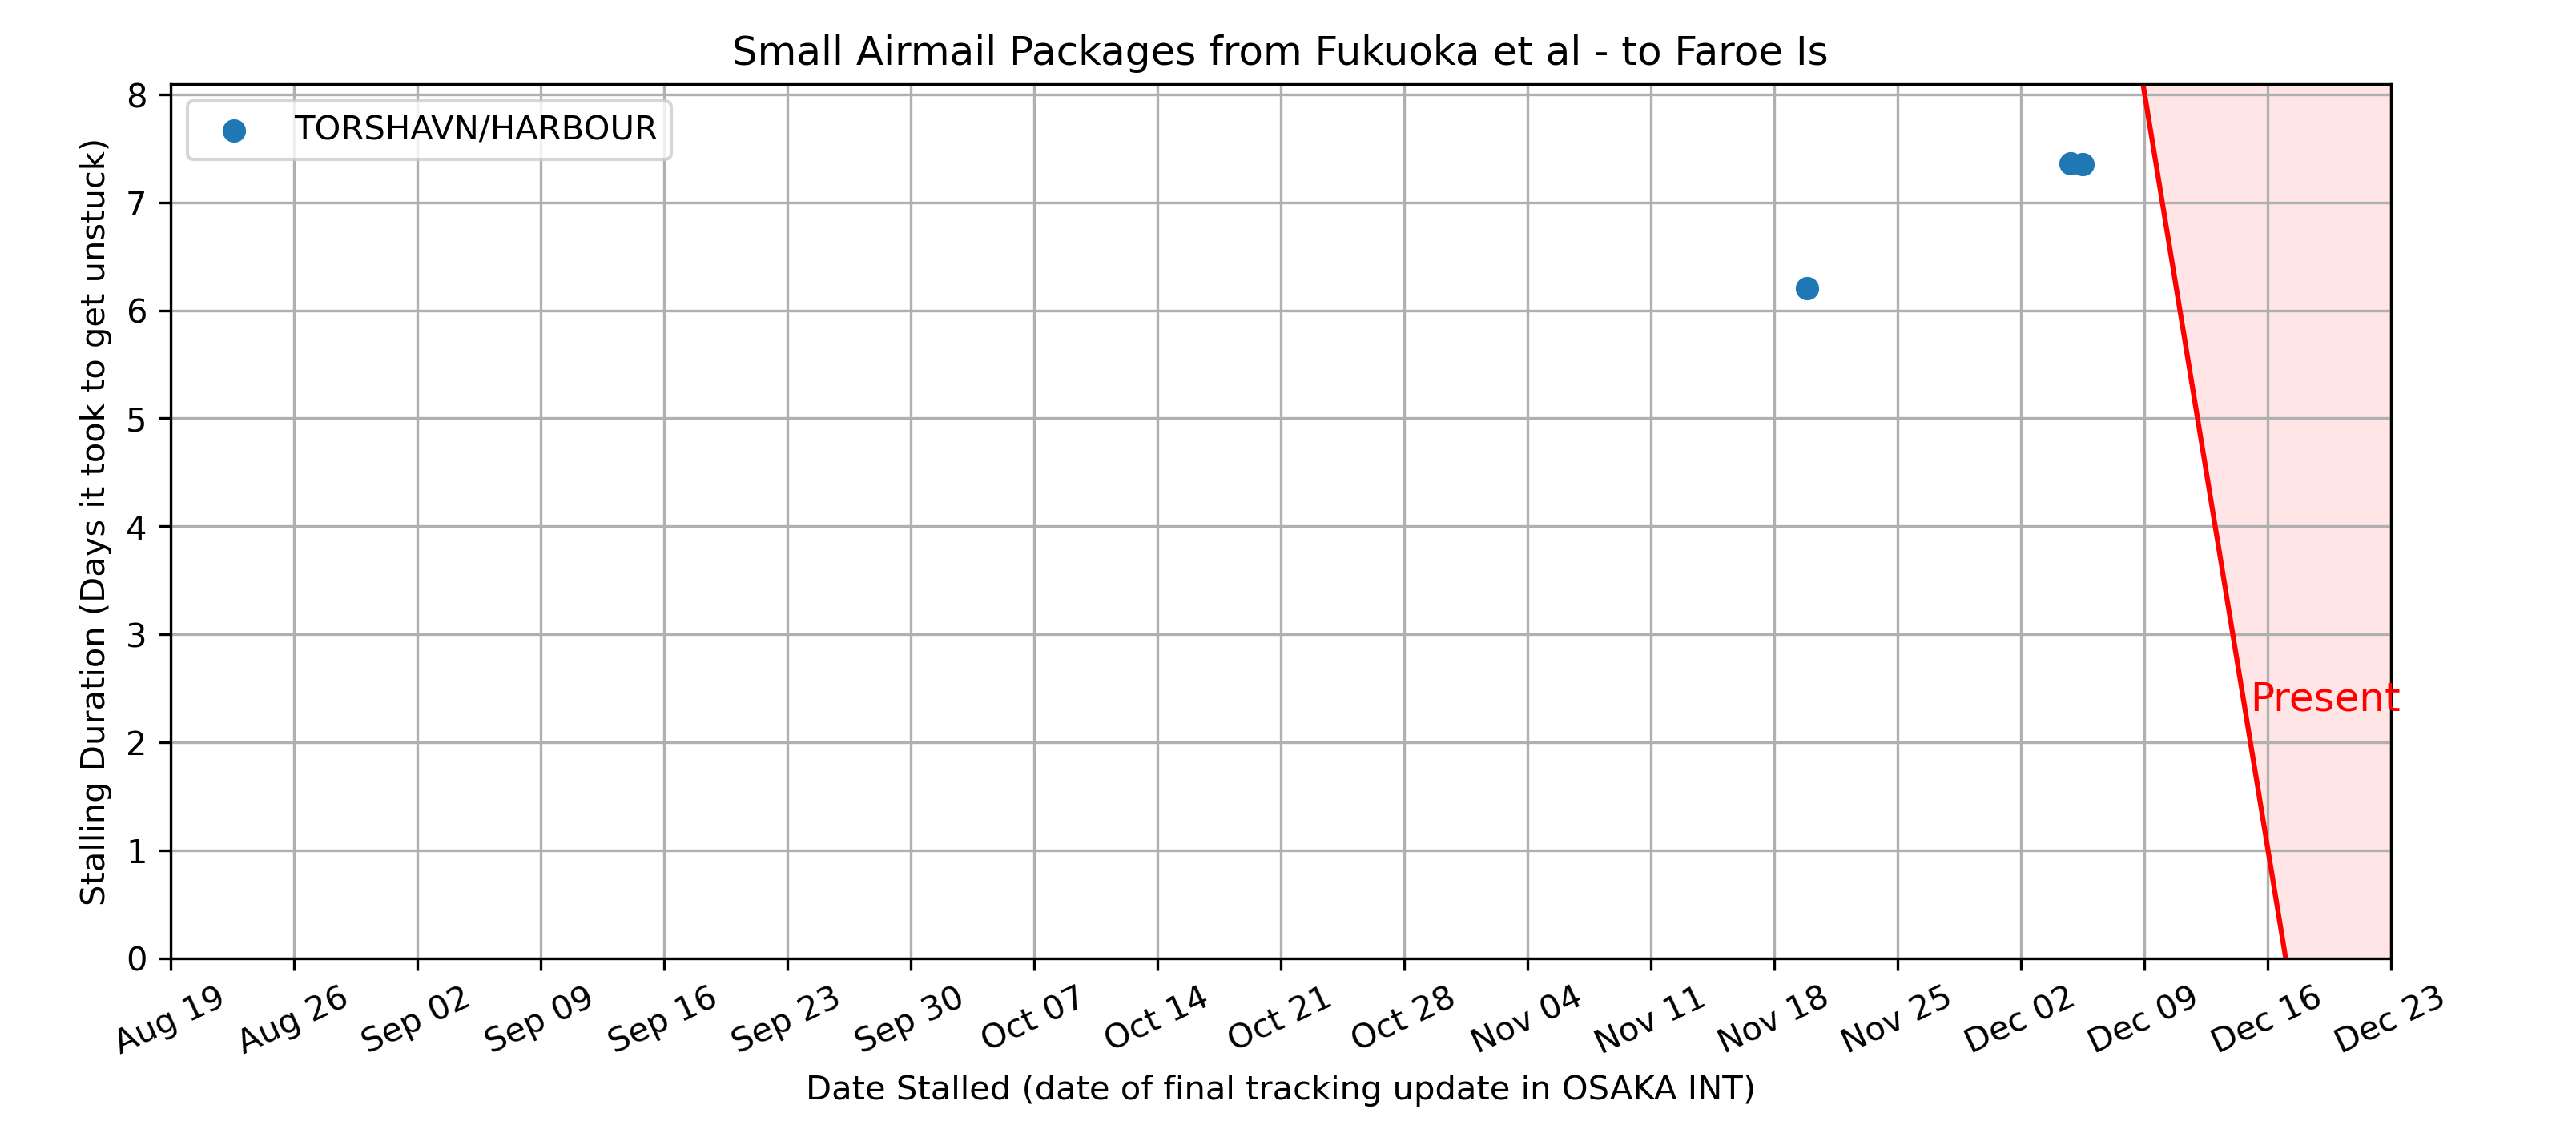 Small Airmail Packages from Fukuoka et al - to Faroe Is
TORSHAVN/HARBOUR
Stalling Duration (Days it took to get unstuck)
8
7
6
5
4
3
2
1
0
Present
Aug 19
Aug 26
Sep 02
Sep 09
Sep 16
Sep 23
Sep 30
Oct 07
Oct 14
Oct 21
Oct 28
Nov 04
Nov 11
Nov 18
Nov 25
Dec 02
Dec 09
Dec 16
Dec 23
Date Stalled (date of final tracking update in OSAKA INT)